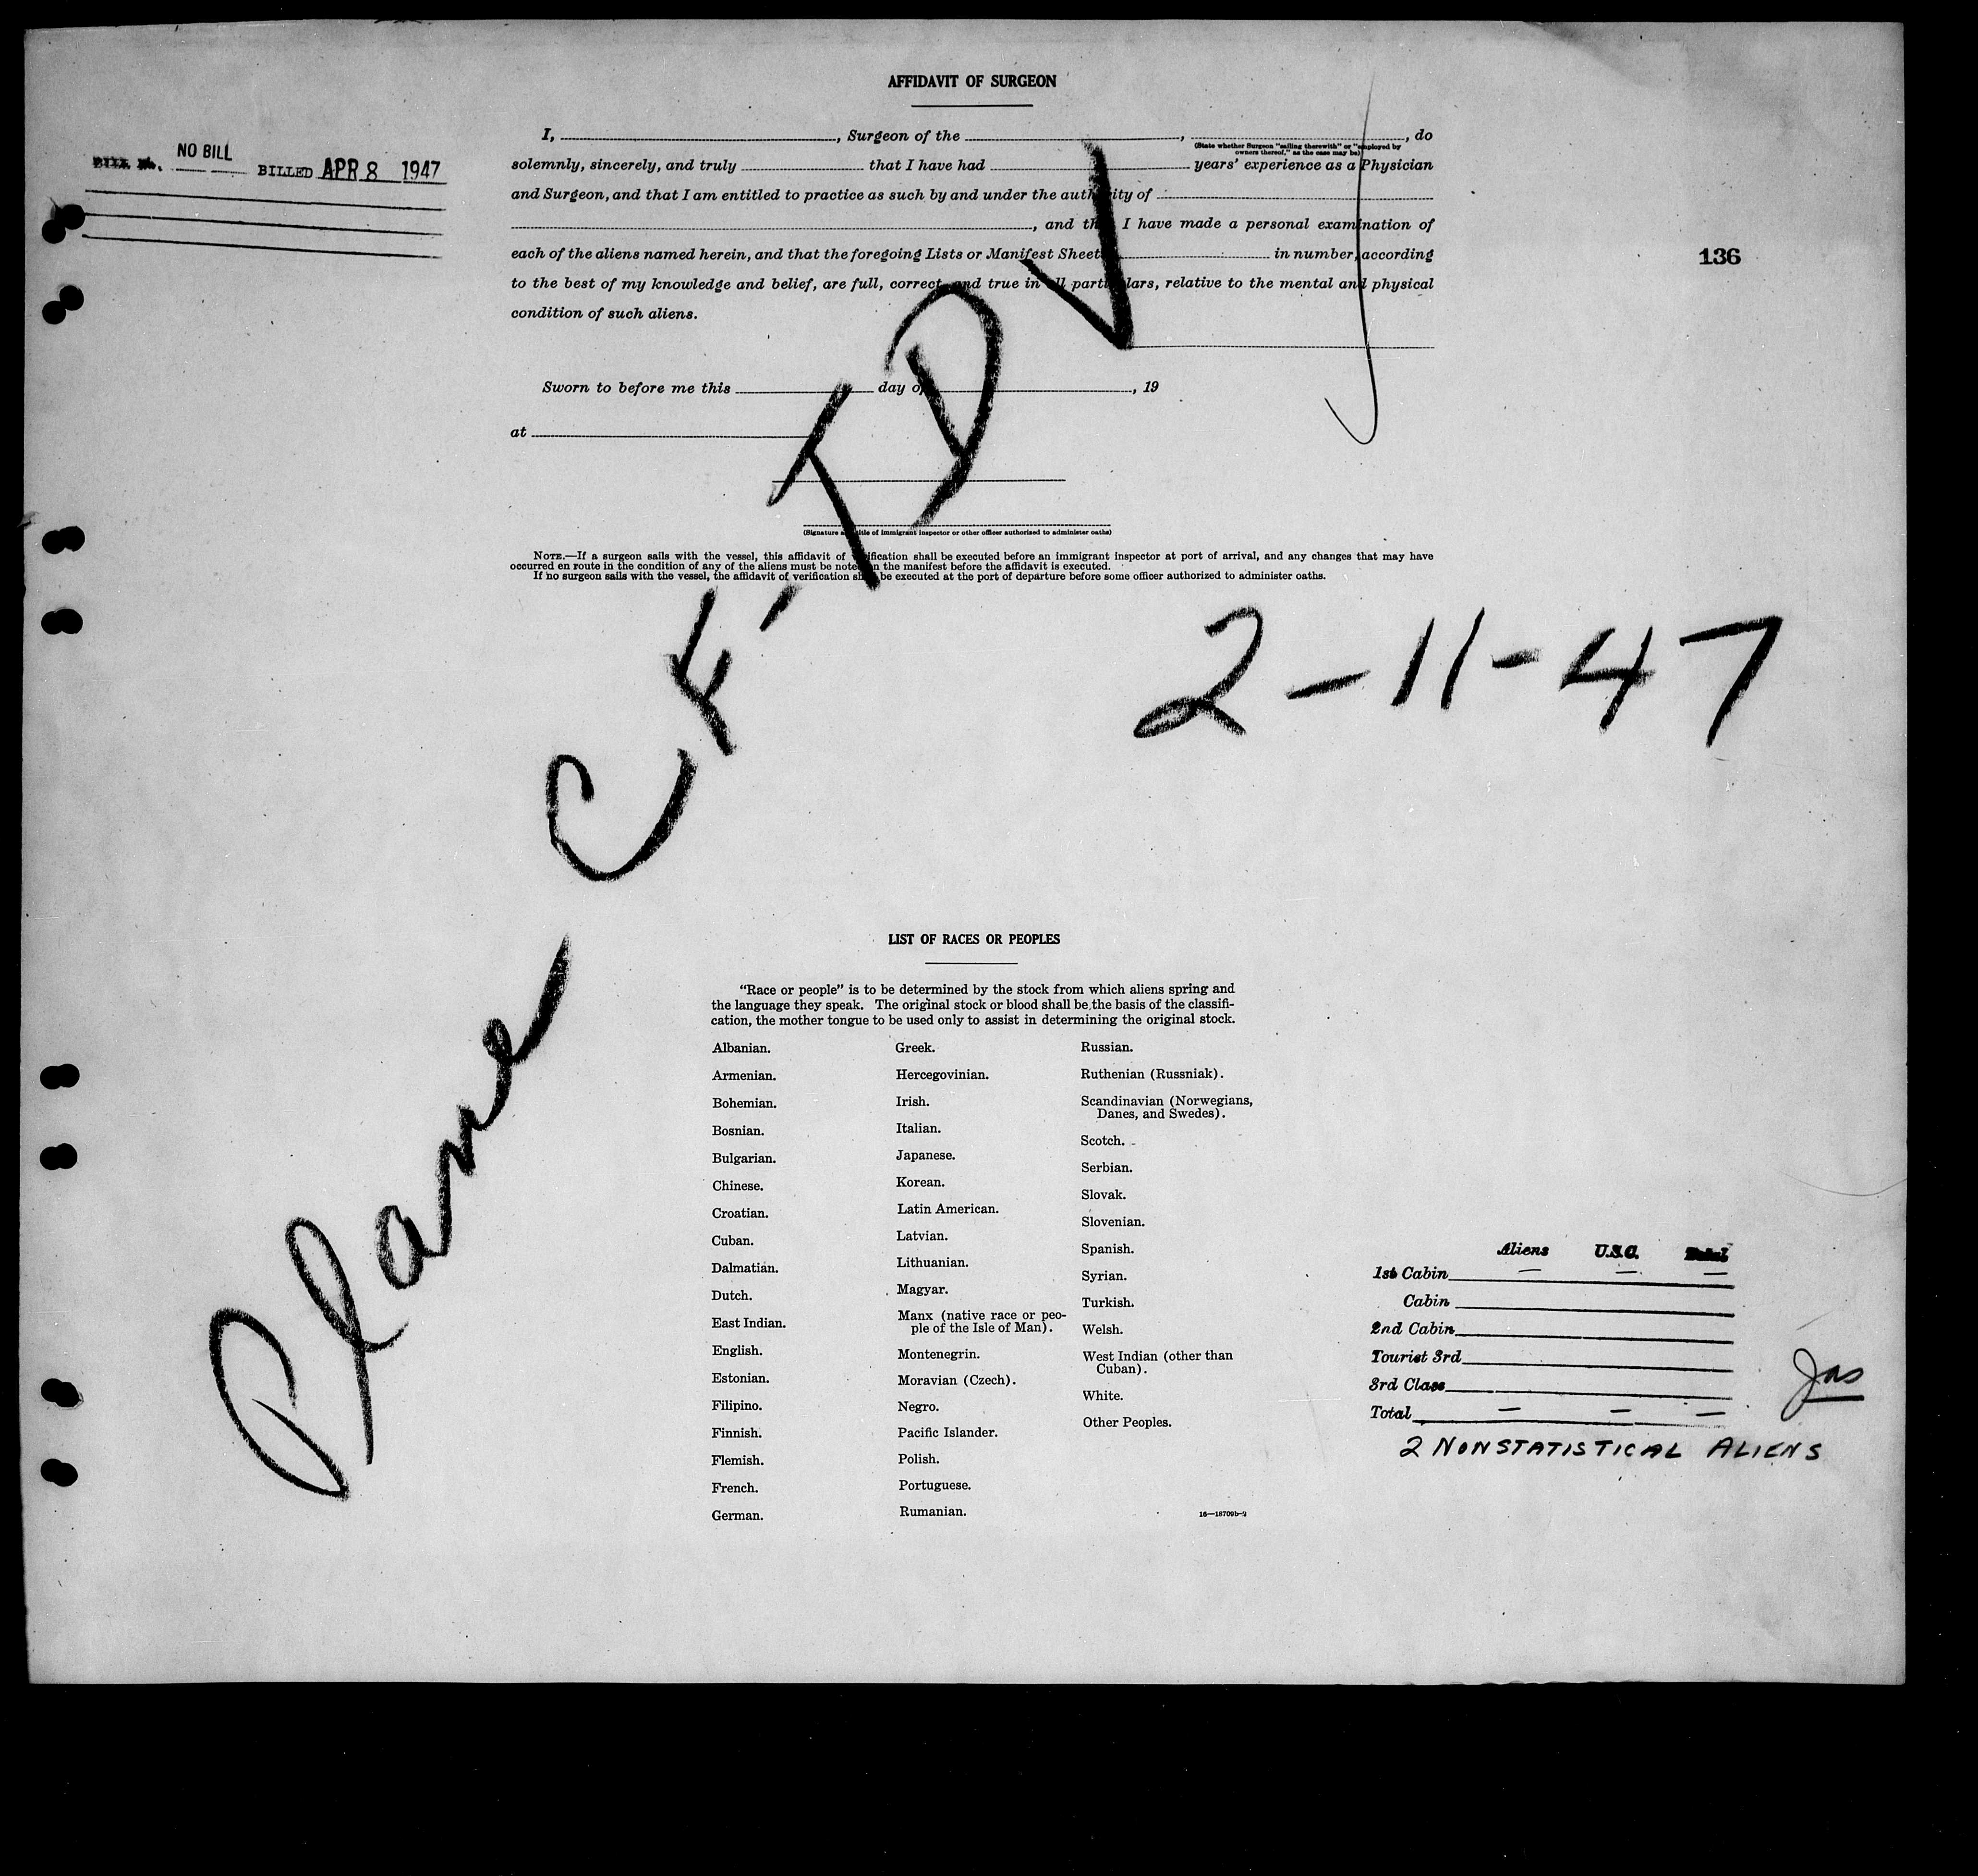 AFFIDAVIT OF SURGEON
I, , Surgeon of the , , do
(State whether Surgeon "sailing therewith" or "employed by
owners thereof," as the case may be)
solemnly, sincerely, and truly that I have had years' experience as a Physician
and Surgeon, and that I am entitled to practice as such by and under the authority of
, and that I have made a personal examination of
each of the aliens named herein, and that the foregoing Lists or Manifest Sheets in number, according
to the best of my knowledge and belief, are full, correct, and true in all particulars, relative to the mental and physical
condition of such aliens.
BILL No. NO BILL BILLED APR 8 1947
136
Sworn to before me this day of , 19
at
(Signature and title of immigrant inspector or other officer authorized to administer oaths)
NOTE.—If a surgeon sails with the vessel, this affidavit of verification shall be executed before an immigrant inspector at port of arrival, and any changes that may have
occurred en route in the condition of any of the aliens must be noted on the manifest before the affidavit is executed.
If no surgeon sails with the vessel, the affidavit of verification shall be executed at the port of departure before some officer authorized to administer oaths.
Plane CF-TDV
2-11-47
LIST OF RACES OR PEOPLES
"Race or people" is to be determined by the stock from which aliens spring and
the language they speak. The original stock or blood shall be the basis of the classifi-
cation, the mother tongue to be used only to assist in determining the original stock.
Albanian.
Armenian.
Bohemian.
Bosnian.
Bulgarian.
Chinese.
Croatian.
Cuban.
Dalmatian.
Dutch.
East Indian.
English.
Estonian.
Filipino.
Finnish.
Flemish.
French.
German.
Greek.
Hercegovinian.
Irish.
Italian.
Japanese.
Korean.
Latin American.
Latvian.
Lithuanian.
Magyar.
Manx (native race or peo-
ple of the Isle of Man).
Montenegrin.
Moravian (Czech).
Negro.
Pacific Islander.
Polish.
Portuguese.
Rumanian.
Russian.
Ruthenian (Russniak).
Scandinavian (Norwegians,
Danes, and Swedes).
Scotch.
Serbian.
Slovak.
Slovenian.
Spanish.
Syrian.
Turkish.
Welsh.
West Indian (other than
Cuban).
White.
Other Peoples.
16—18709b-2
Aliens U.S.C. Total
1st Cabin — — —
Cabin
2nd Cabin
Tourist 3rd
3rd Class
Total — — —
Jas
2 NONSTATISTICAL ALIENS